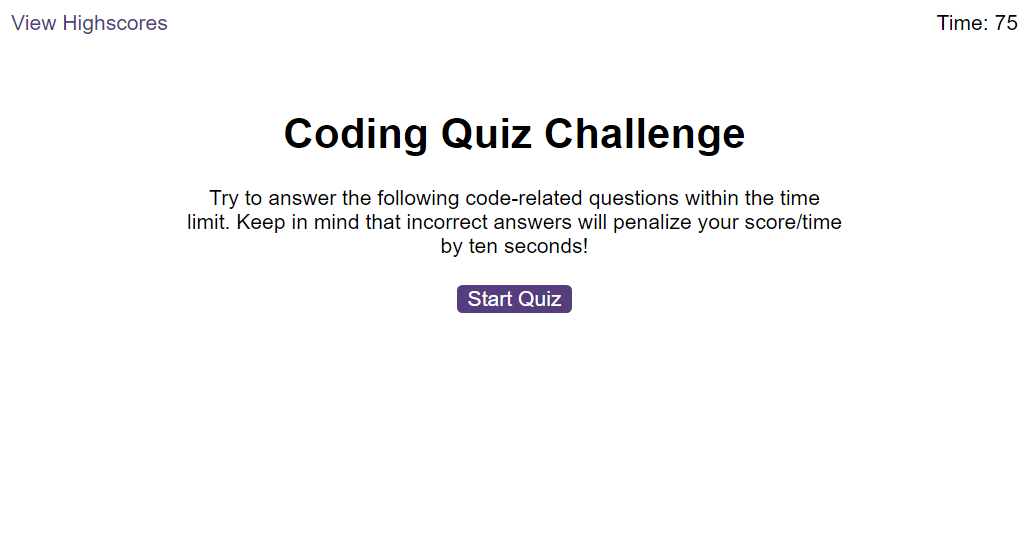 View Highscores
Time: 75
Coding Quiz Challenge
Try to answer the following code-related questions within the time
limit. Keep in mind that incorrect answers will penalize your score/time
by ten seconds!
Start Quiz